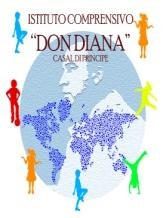 ISTITUTO COMPRENSIVO
"DON DIANA"
CASAL DI PRINCIPE